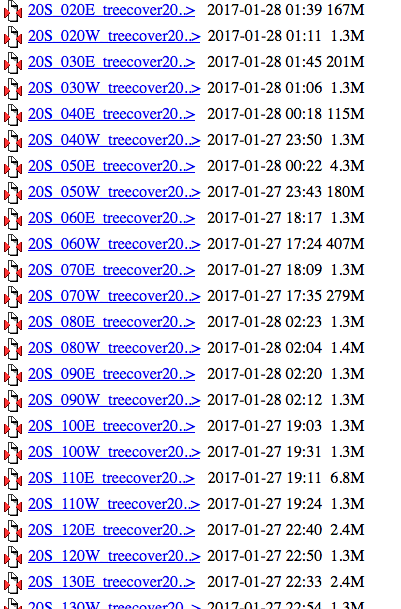 20S_020E_treecover20..> 2017-01-28 01:39 167M
20S_020W_treecover20..> 2017-01-28 01:11 1.3M
20S_030E_treecover20..> 2017-01-28 01:45 201M
20S_030W_treecover20..> 2017-01-28 01:06 1.3M
20S_040E_treecover20..> 2017-01-28 00:18 115M
20S_040W_treecover20..> 2017-01-27 23:50 1.3M
20S_050E_treecover20..> 2017-01-28 00:22 4.3M
20S_050W_treecover20..> 2017-01-27 23:43 180M
20S_060E_treecover20..> 2017-01-27 18:17 1.3M
20S_060W_treecover20..> 2017-01-27 17:24 407M
20S_070E_treecover20..> 2017-01-27 18:09 1.3M
20S_070W_treecover20..> 2017-01-27 17:35 279M
20S_080E_treecover20..> 2017-01-28 02:23 1.3M
20S_080W_treecover20..> 2017-01-28 02:04 1.4M
20S_090E_treecover20..> 2017-01-28 02:20 1.3M
20S_090W_treecover20..> 2017-01-28 02:12 1.3M
20S_100E_treecover20..> 2017-01-27 19:03 1.3M
20S_100W_treecover20..> 2017-01-27 19:31 1.3M
20S_110E_treecover20..> 2017-01-27 19:11 6.8M
20S_110W_treecover20..> 2017-01-27 19:24 1.3M
20S_120E_treecover20..> 2017-01-27 22:40 2.4M
20S_120W_treecover20..> 2017-01-27 22:50 1.3M
20S_130E_treecover20..> 2017-01-27 22:33 2.4M
20S_130W_treecover20..> 2017-01-27 22:54 1.3M